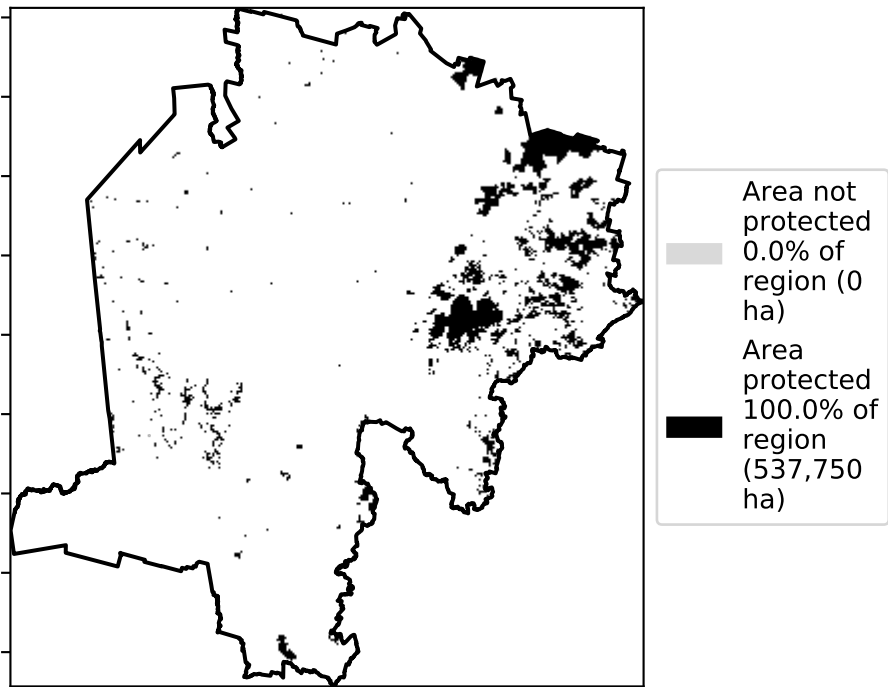 Area not
protected
0.0% of
region (0
ha)
Area
protected
100.0% of
region
(537,750
ha)